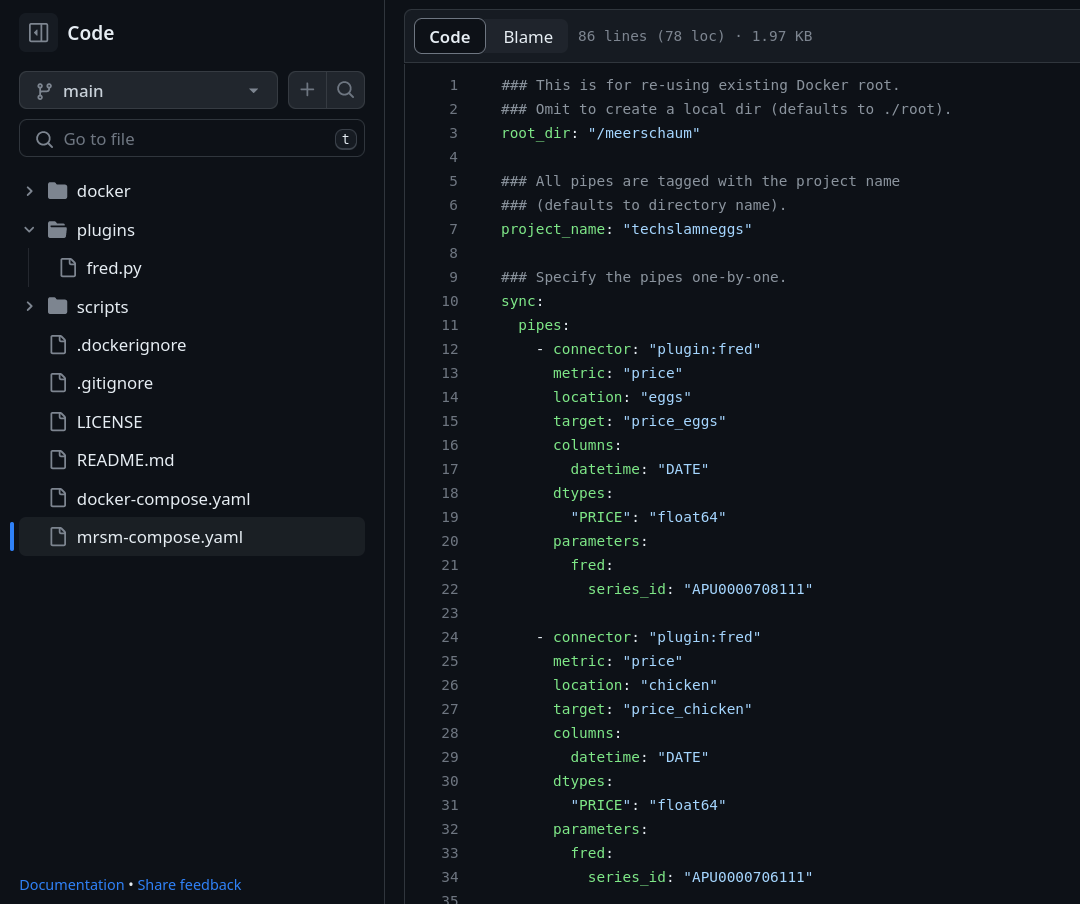 Code
main
Go to file
t
docker
plugins
fred.py
scripts
.dockerignore
.gitignore
LICENSE
README.md
docker-compose.yaml
mrsm-compose.yaml
Documentation • Share feedback
Code Blame 86 lines (78 loc) · 1.97 KB
1 ### This is for re-using existing Docker root.
2 ### Omit to create a local dir (defaults to ./root).
3 root_dir: "/meerschaum"
4
5 ### All pipes are tagged with the project name
6 ### (defaults to directory name).
7 project_name: "techslamneggs"
8
9 ### Specify the pipes one-by-one.
10 sync:
11   pipes:
12     - connector: "plugin:fred"
13       metric: "price"
14       location: "eggs"
15       target: "price_eggs"
16       columns:
17         datetime: "DATE"
18       dtypes:
19         "PRICE": "float64"
20       parameters:
21         fred:
22           series_id: "APU0000708111"
23
24     - connector: "plugin:fred"
25       metric: "price"
26       location: "chicken"
27       target: "price_chicken"
28       columns:
29         datetime: "DATE"
30       dtypes:
31         "PRICE": "float64"
32       parameters:
33         fred:
34           series_id: "APU0000706111"
35